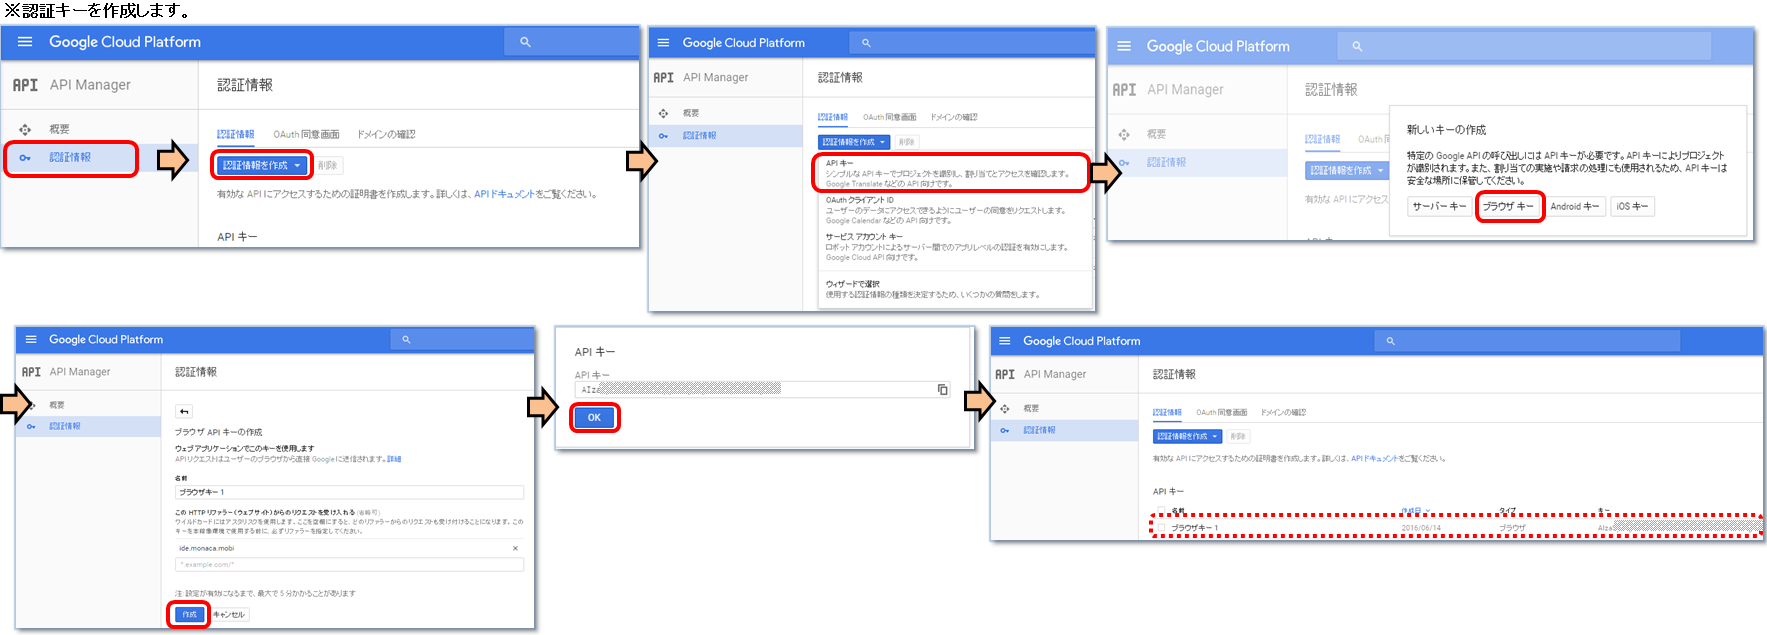 ※認証キーを作成します。
Google Cloud Platform
API API Manager
認証情報
概要
認証情報
認証情報 OAuth 同意画面 ドメインの確認
認証情報を作成 削除
有効な API にアクセスするための証明書を作成します。詳しくは、API ドキュメントをご覧ください。
API キー
Google Cloud Platform
API API Manager
認証情報
概要
認証情報
認証情報 OAuth 同意画面 ドメインの確認
認証情報を作成 削除
API キー
シンプルな API キーでプロジェクトを識別し、割り当てとアクセスを確認します。
Google Translate などの API 向けです。
OAuth クライアント ID
ユーザーのデータにアクセスできるようにユーザーの同意をリクエストします。
Google Calendar などの API 向けです。
サービス アカウント キー
ロボット アカウントによるサーバー間でのアプリレベルの認証を有効にします。
Google Cloud API 向けです。
ウィザードで選択
使用する認証情報の種類を決定するため、いくつかの質問をします。
Google Cloud Platform
API API Manager
認証情報
概要
認証情報
認証情報 OAuth 同
認証情報を作成
有効な API にアクセス
API キー
新しいキーの作成
特定の Google API の呼び出しには API キーが必要です。API キーによりプロジェクト
が識別されます。また、割り当ての実施や請求の処理にも使用されるため、API キーは
安全な場所に保管してください。
サーバー キー ブラウザ キー Android キー iOS キー
Google Cloud Platform
API API Manager
認証情報
概要
認証情報
ブラウザ API キーの作成
ウェブ アプリケーションでこのキーを使用します
API リクエストはユーザーのブラウザから直接 Google に送信されます。詳細
名前
ブラウザキー 1
この HTTP リファラー(ウェブサイト)からのリクエストを受け入れる (省略可)
ワイルドカードにはアスタリスクを使用します。ここを空欄にすると、どのリファラーからのリクエストも受け付けることになります。この
キーを本稼働環境で使用する前に、必ずリファラーを指定してください。
ide.monaca.mobi ×
*.example.com/*
注: 設定が有効になるまで、最大で 5 分かかることがあります
作成 キャンセル
API キー
API キー
AIza
OK
Google Cloud Platform
API API Manager
認証情報
概要
認証情報
認証情報 OAuth 同意画面 ドメインの確認
認証情報を作成 削除
有効な API にアクセスするための証明書を作成します。詳しくは、API ドキュメントをご覧ください。
API キー
名前 作成日 タイプ キー
ブラウザキー 1 2016/06/14 ブラウザ AIza